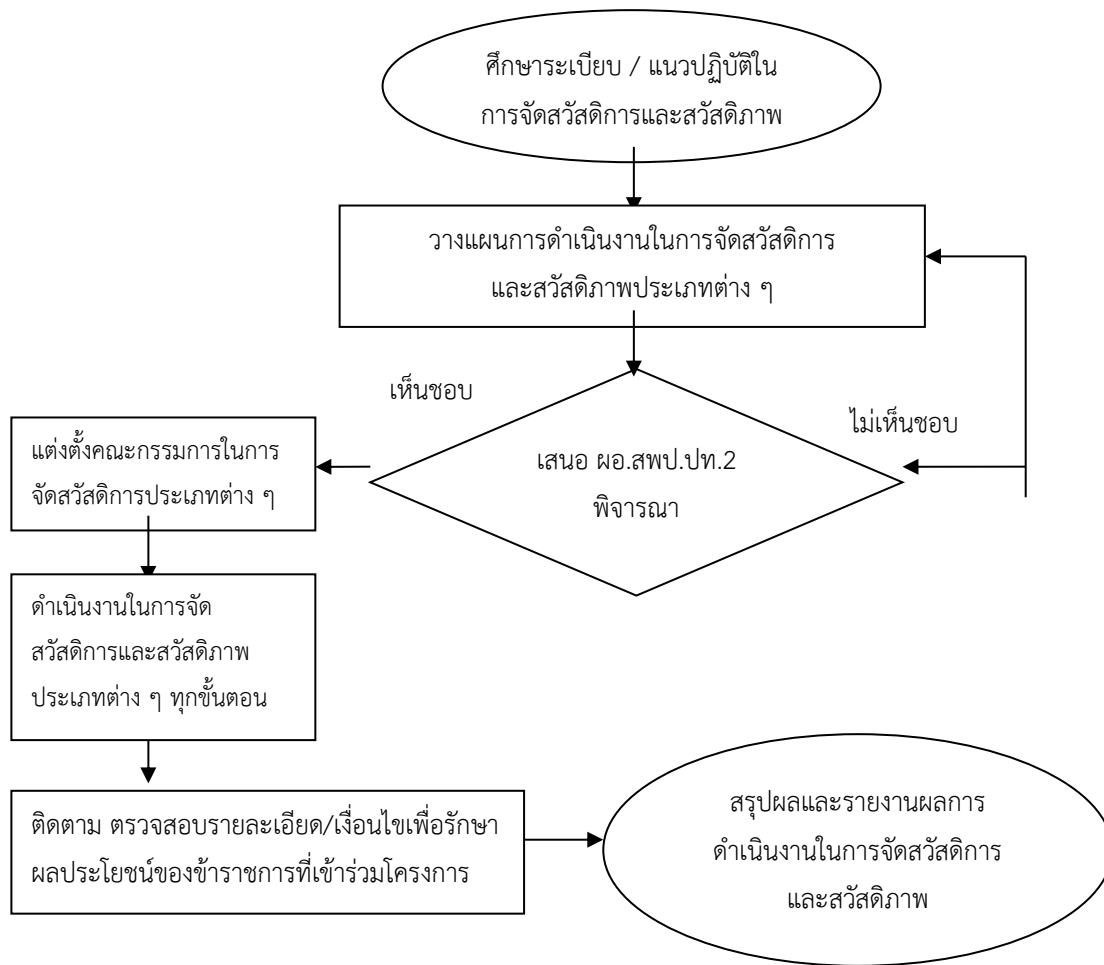 ศึกษาระเบียบ / แนวปฏิบัติใน
การจัดสวัสดิการและสวัสดิภาพ
วางแผนการดำเนินงานในการจัดสวัสดิการ
และสวัสดิภาพประเภทต่าง ๆ
เห็นชอบ
ไม่เห็นชอบ
เสนอ ผอ.สพป.ปท.2
พิจารณา
แต่งตั้งคณะกรรมการในการ
จัดสวัสดิการประเภทต่าง ๆ
ดำเนินงานในการจัด
สวัสดิการและสวัสดิภาพ
ประเภทต่าง ๆ ทุกขั้นตอน
ติดตาม ตรวจสอบรายละเอียด/เงื่อนไขเพื่อรักษา
ผลประโยชน์ของข้าราชการที่เข้าร่วมโครงการ
สรุปผลและรายงานผลการ
ดำเนินงานในการจัดสวัสดิการ
และสวัสดิภาพ